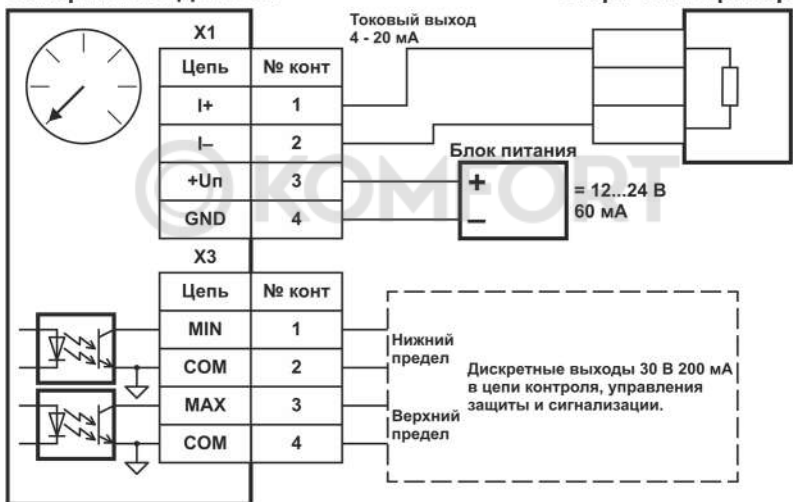 X1
Токовый выход
4 - 20 мА
Цепь № конт
I+ 1
I– 2
+Uп 3
GND 4
Блок питания
+
–
= 12...24 В
60 мА
© KOMFORT
X3
Цепь № конт
MIN 1
COM 2
MAX 3
COM 4
Нижний
предел
Верхний
предел
Дискретные выходы 30 В 200 мА
в цепи контроля, управления
защиты и сигнализации.